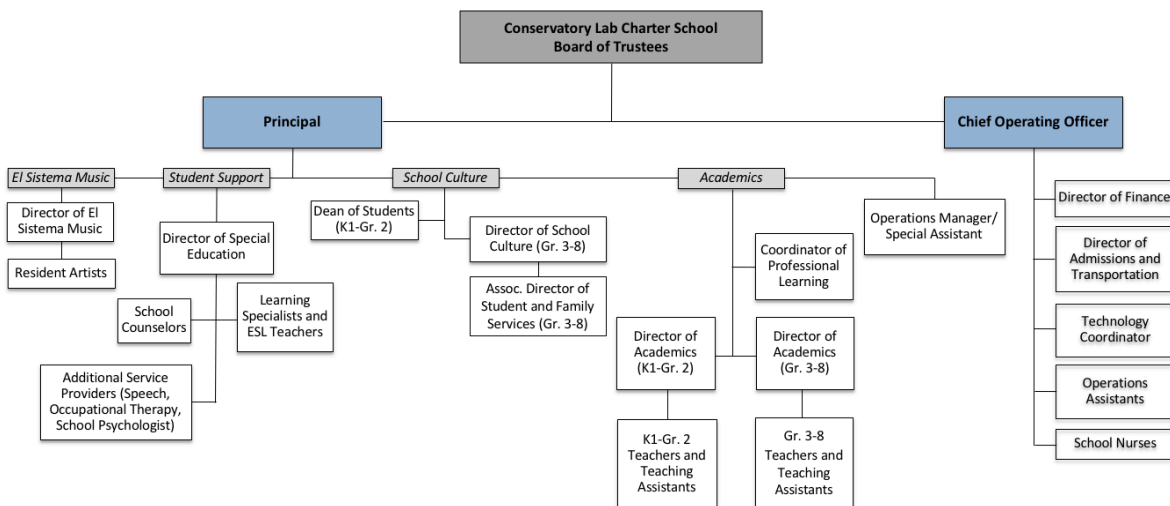 Conservatory Lab Charter School
Board of Trustees
Principal
Chief Operating Officer
El Sistema Music
Student Support
School Culture
Academics
Director of El
Sistema Music
Resident Artists
Director of Special
Education
School
Counselors
Learning
Specialists and
ESL Teachers
Additional Service
Providers (Speech,
Occupational Therapy,
School Psychologist)
Dean of Students
(K1-Gr. 2)
Director of School
Culture (Gr. 3-8)
Assoc. Director of
Student and Family
Services (Gr. 3-8)
Coordinator of
Professional
Learning
Director of
Academics
(K1-Gr. 2)
Director of
Academics
(Gr. 3-8)
K1-Gr. 2
Teachers and
Teaching
Assistants
Gr. 3-8
Teachers and
Teaching
Assistants
Operations Manager/
Special Assistant
Director of Finance
Director of
Admissions and
Transportation
Technology
Coordinator
Operations
Assistants
School Nurses